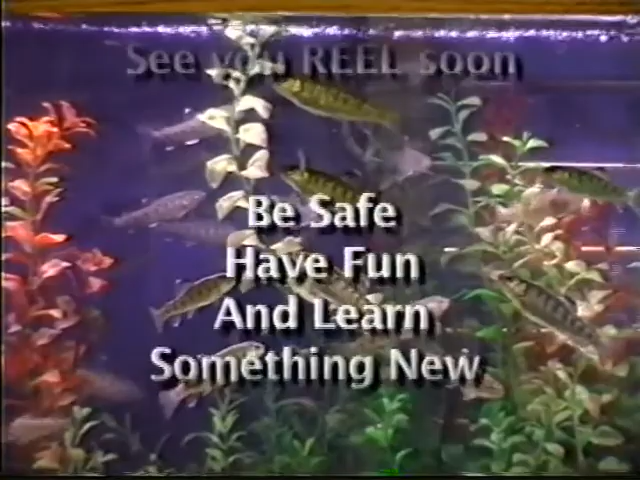 See you REEL soon
Be Safe
Have Fun
And Learn
Something New